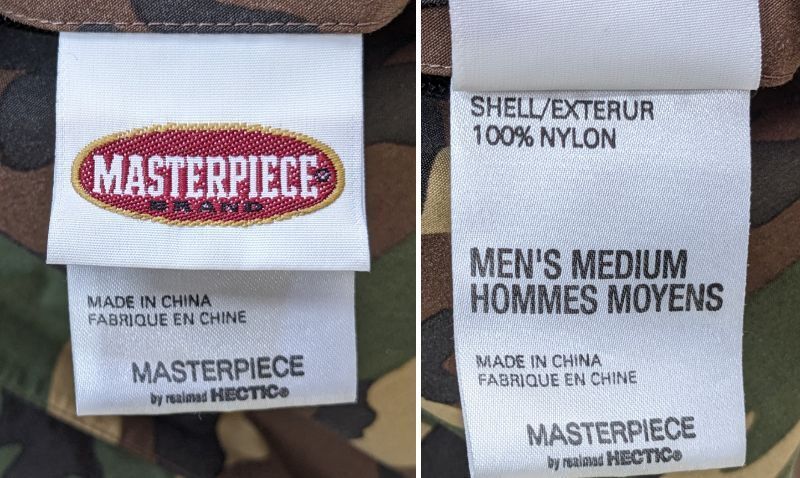 MASTERPIECE®
BRAND
MADE IN CHINA
FABRIQUE EN CHINE
MASTERPIECE
by realmad HECTIC®
SHELL/EXTERUR
100% NYLON
MEN'S MEDIUM
HOMMES MOYENS
MADE IN CHINA
FABRIQUE EN CHINE
MASTERPIECE
by realmad HECTIC®